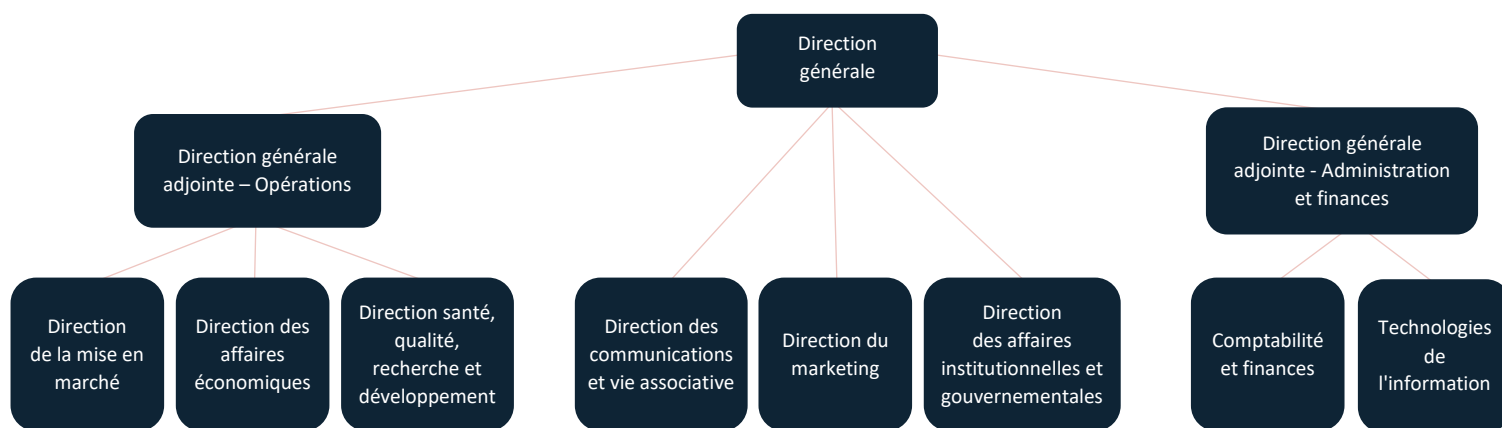 Direction
générale
Direction générale
adjointe – Opérations
Direction générale
adjointe - Administration
et finances
Direction
de la mise en
marché
Direction des
affaires
économiques
Direction santé,
qualité,
recherche et
développement
Direction des
communications
et vie associative
Direction du
marketing
Direction
des affaires
institutionnelles et
gouvernementales
Comptabilité
et finances
Technologies
de
l'information